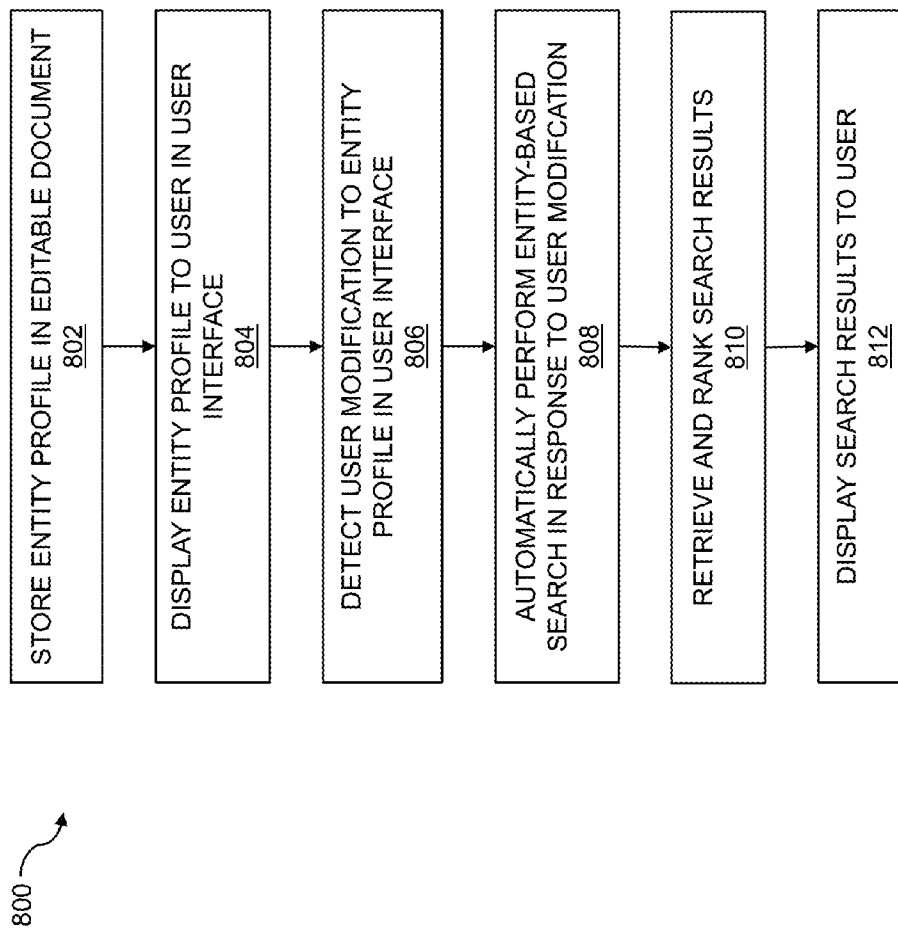 800
STORE ENTITY PROFILE IN EDITABLE DOCUMENT
802
DISPLAY ENTITY PROFILE TO USER IN USER
INTERFACE
804
DETECT USER MODIFICATION TO ENTITY
PROFILE IN USER INTERFACE
806
AUTOMATICALLY PERFORM ENTITY-BASED
SEARCH IN RESPONSE TO USER MODIFCATION
808
RETRIEVE AND RANK SEARCH RESULTS
810
DISPLAY SEARCH RESULTS TO USER
812